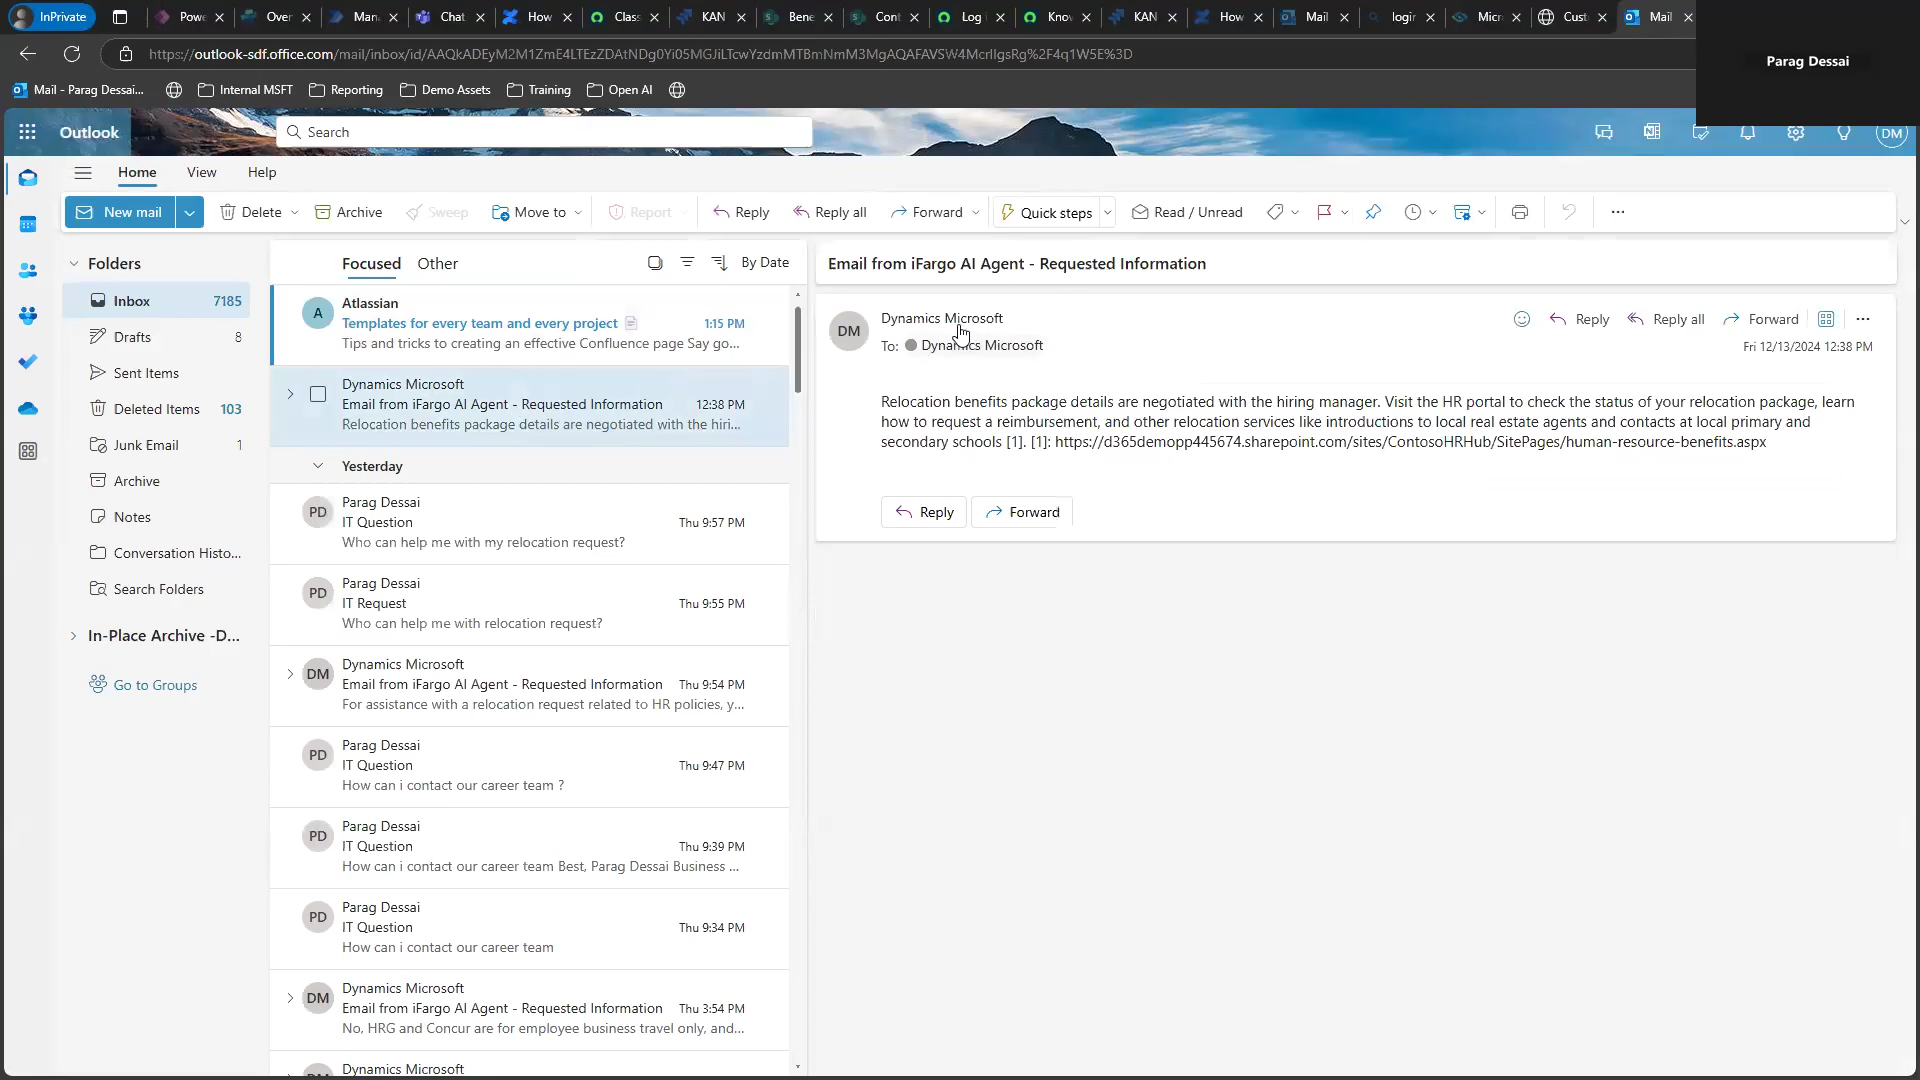 InPrivate
Powe
Over
Mana
Chat
How
Class
KAN
Bene
Cont
Log i
Know
KAN
How
Mail
login
Micr
Cust
Mail
https://outlook-sdf.office.com/mail/inbox/id/AAQkADEyM2M1ZmE4LTEzZDAtNDg0Yi05MGJiLTcwYzdmMTBmNmM3MgAQAFAVSW4McrlIgsRg%2F4q1W5E%3D
Parag Dessai
Mail - Parag Dessai...
Internal MSFT
Reporting
Demo Assets
Training
Open AI
Outlook
Search
DM
Home
View
Help
New mail
Delete
Archive
Sweep
Move to
Report
Reply
Reply all
Forward
Quick steps
Read / Unread
Folders
Inbox 7185
Drafts 8
Sent Items
Deleted Items 103
Junk Email 1
Archive
Notes
Conversation Histo...
Search Folders
In-Place Archive -D...
Go to Groups
Focused
Other
By Date
A
Atlassian
Templates for every team and every project 1:15 PM
Tips and tricks to creating an effective Confluence page Say go...
Dynamics Microsoft
Email from iFargo AI Agent - Requested Information 12:38 PM
Relocation benefits package details are negotiated with the hiri...
Yesterday
PD
Parag Dessai
IT Question Thu 9:57 PM
Who can help me with my relocation request?
PD
Parag Dessai
IT Request Thu 9:55 PM
Who can help me with relocation request?
DM
Dynamics Microsoft
Email from iFargo AI Agent - Requested Information Thu 9:54 PM
For assistance with a relocation request related to HR policies, y...
PD
Parag Dessai
IT Question Thu 9:47 PM
How can i contact our career team ?
PD
Parag Dessai
IT Question Thu 9:39 PM
How can i contact our career team Best, Parag Dessai Business ...
PD
Parag Dessai
IT Question Thu 9:34 PM
How can i contact our career team
DM
Dynamics Microsoft
Email from iFargo AI Agent - Requested Information Thu 3:54 PM
No, HRG and Concur are for employee business travel only, and...
Dynamics Microsoft
Email from iFargo AI Agent - Requested Information
DM
Dynamics Microsoft
To: Dynamics Microsoft
Reply
Reply all
Forward
Fri 12/13/2024 12:38 PM
Relocation benefits package details are negotiated with the hiring manager. Visit the HR portal to check the status of your relocation package, learn
how to request a reimbursement, and other relocation services like introductions to local real estate agents and contacts at local primary and
secondary schools [1]. [1]: https://d365demopp445674.sharepoint.com/sites/ContosoHRHub/SitePages/human-resource-benefits.aspx
Reply
Forward